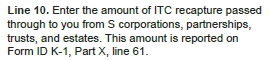 Line 10. Enter the amount of ITC recapture passed
through to you from S corporations, partnerships,
trusts, and estates. This amount is reported on
Form ID K-1, Part X, line 61.